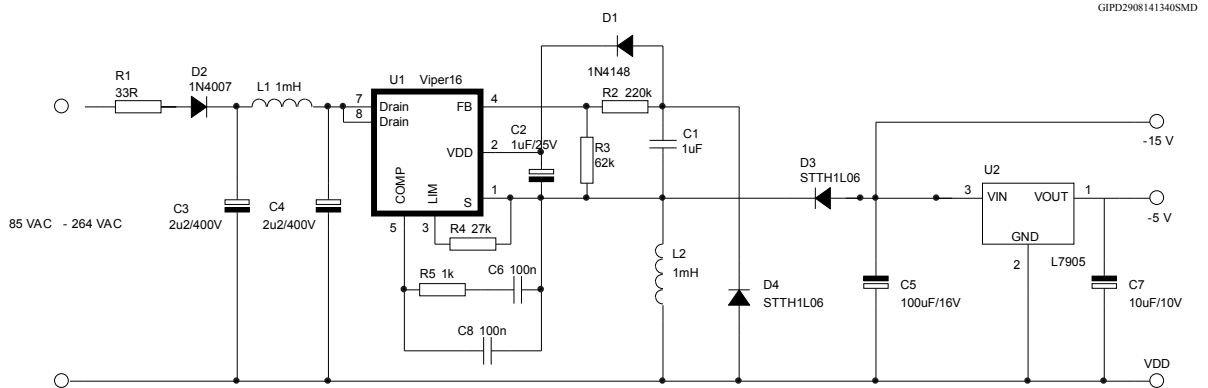 GIPD2908141340SMD
D1
1N4148
R1
33R
D2
1N4007
L1 1mH
U1 Viper16
7
8
Drain
Drain
FB
4
R2 220k
C2
1uF/25V
VDD
2
R3
62k
C1
1uF
COMP
LIM
S
1
5
3
R4 27k
D3
STTH1L06
-15 V
U2
3
VIN
VOUT
1
GND
2
L7905
-5 V
85 VAC - 264 VAC
C3
2u2/400V
C4
2u2/400V
R5 1k
C6 100n
C8 100n
L2
1mH
D4
STTH1L06
C5
100uF/16V
C7
10uF/10V
VDD